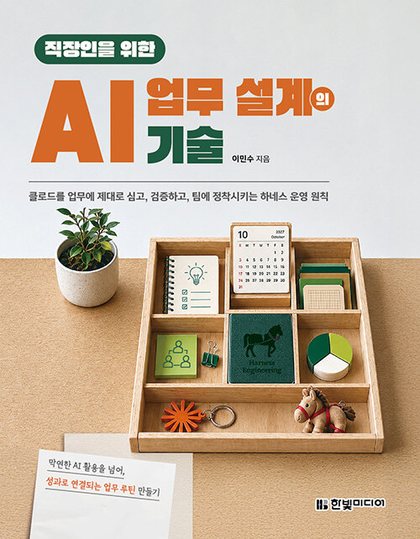 직장인을 위한
AI 업무 설계의
기술
이민수 지음
클로드를 업무에 제대로 심고, 검증하고, 팀에 정착시키는 하네스 운영 원칙
10
2027
October
Harness
Engineering
막연한 AI 활용을 넘어,
성과로 연결되는 업무 루틴 만들기
한빛미디어